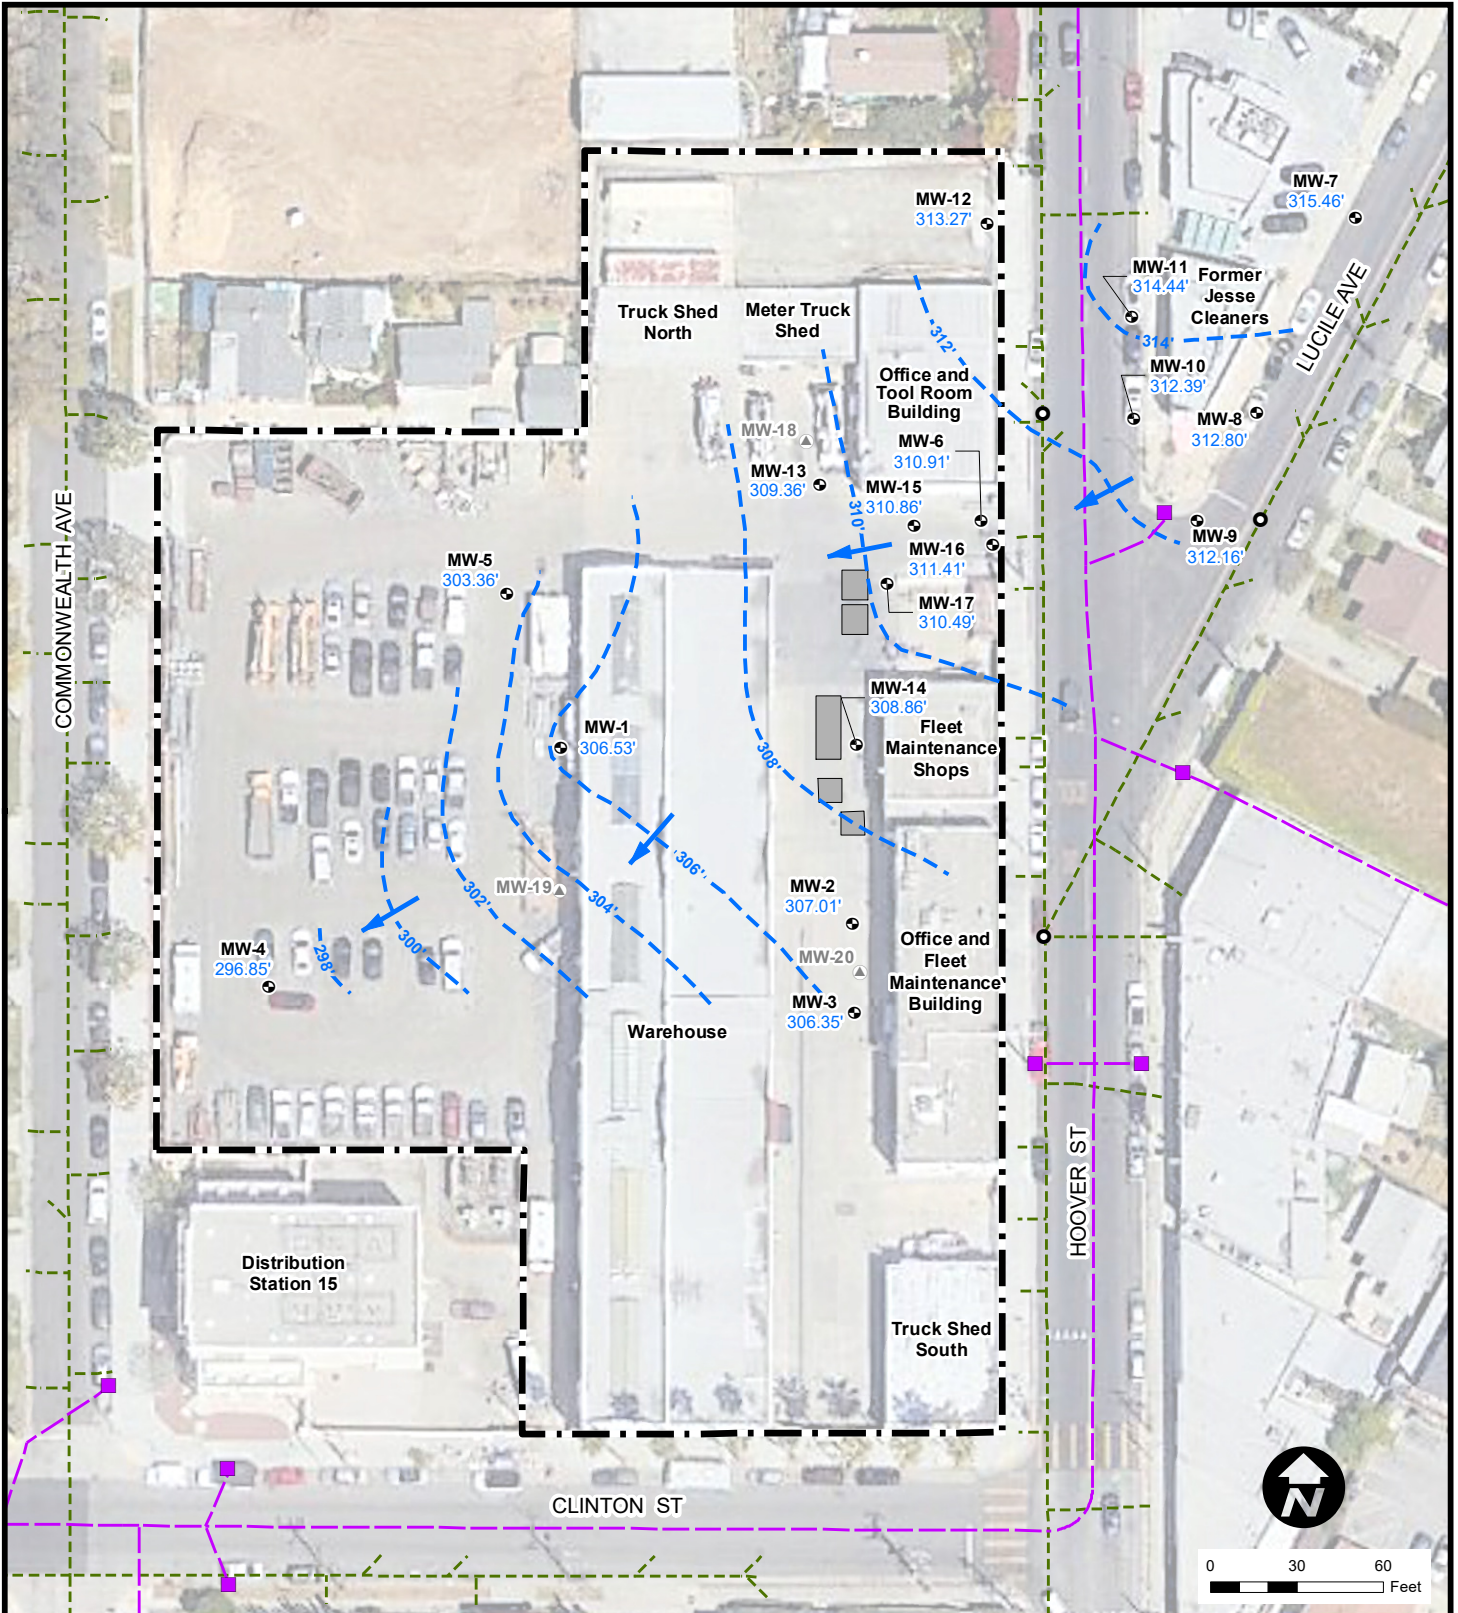 MW-7
315.46'
MW-12
313.27'
MW-11
314.44'
Former
Jesse
Cleaners
LUCILE AVE
Truck Shed
North
Meter Truck
Shed
312'
314'
Office and
Tool Room
Building
MW-10
312.39'
MW-8
312.80'
MW-18
MW-6
310.91'
MW-13
309.36'
MW-15
310.86'
310'
MW-9
312.16'
MW-16
311.41'
MW-5
303.36'
MW-17
310.49'
COMMONWEALTH AVE
MW-14
308.86'
MW-1
306.53'
Fleet
Maintenance
Shops
308'
306'
MW-19
302'
304'
MW-2
307.01'
300'
298'
MW-4
296.85'
MW-20
Office and
Fleet
Maintenance
Building
MW-3
306.35'
Warehouse
HOOVER ST
Distribution
Station 15
Truck Shed
South
CLINTON ST
N
0 30 60
Feet